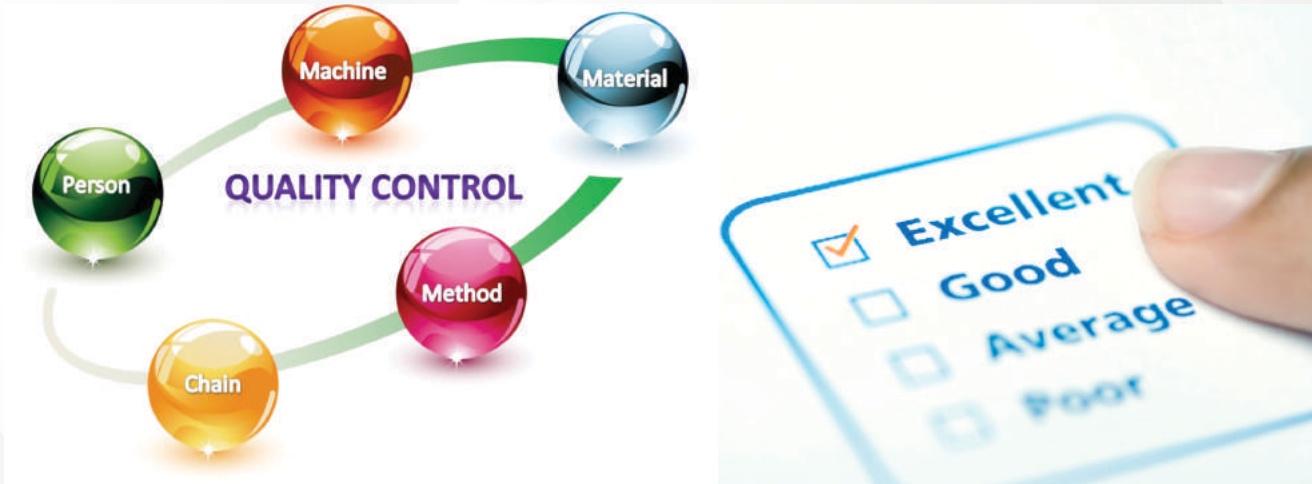 Machine
Material
Person
QUALITY CONTROL
Method
Chain
Excellent
Good
Average
Poor